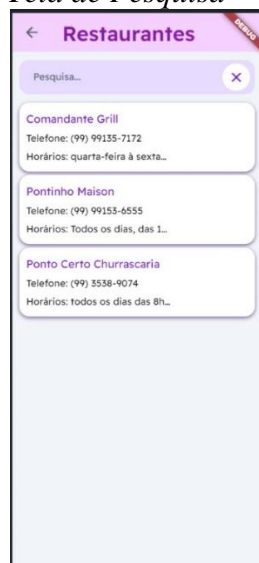 Tela de Pesquisa
← Restaurantes
DEBUG
Pesquisa...
Comandante Grill
Telefone: (99) 99135-7172
Horários: quarta-feira à sexta...
Pontinho Maison
Telefone: (99) 99153-6555
Horários: Todos os dias, das 1...
Ponto Certo Churrascaria
Telefone: (99) 3538-9074
Horários: todos os dias das 8h...